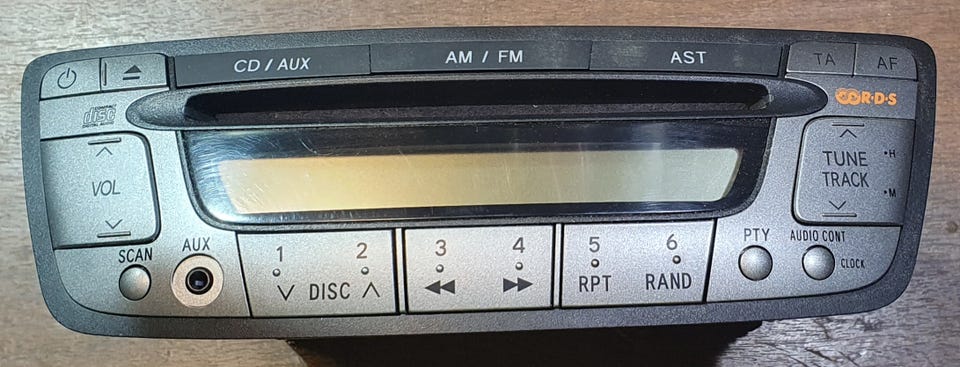 CD / AUX
AM / FM
AST
TA
AF
disc
R·D·S
VOL
TUNE
TRACK
•H
•M
SCAN
AUX
1
2
DISC
3
4
5
6
RPT
RAND
PTY
AUDIO CONT
CLOCK